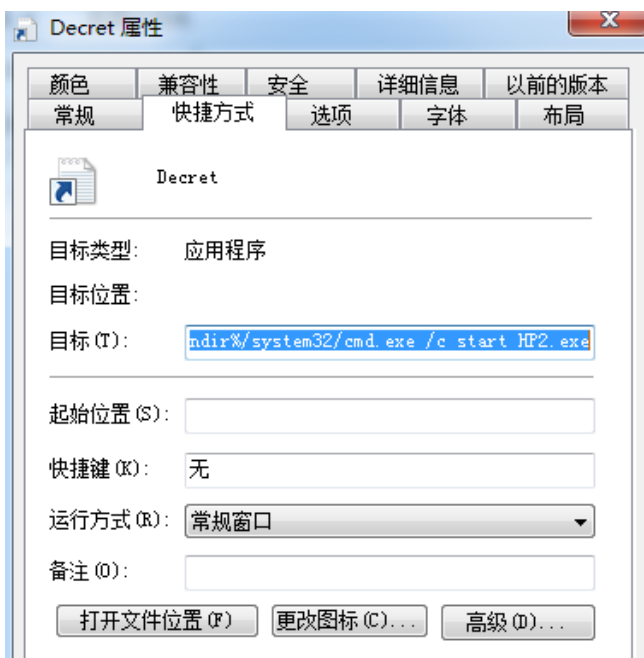 Decret 属性
颜色 兼容性 安全 详细信息 以前的版本
常规 快捷方式 选项 字体 布局
Decret
目标类型: 应用程序
目标位置:
目标(T): ndir%/system32/cmd.exe /c start HP2.exe
起始位置(S):
快捷键(K): 无
运行方式(R): 常规窗口
备注(O):
打开文件位置(F) 更改图标(C)... 高级(D)...